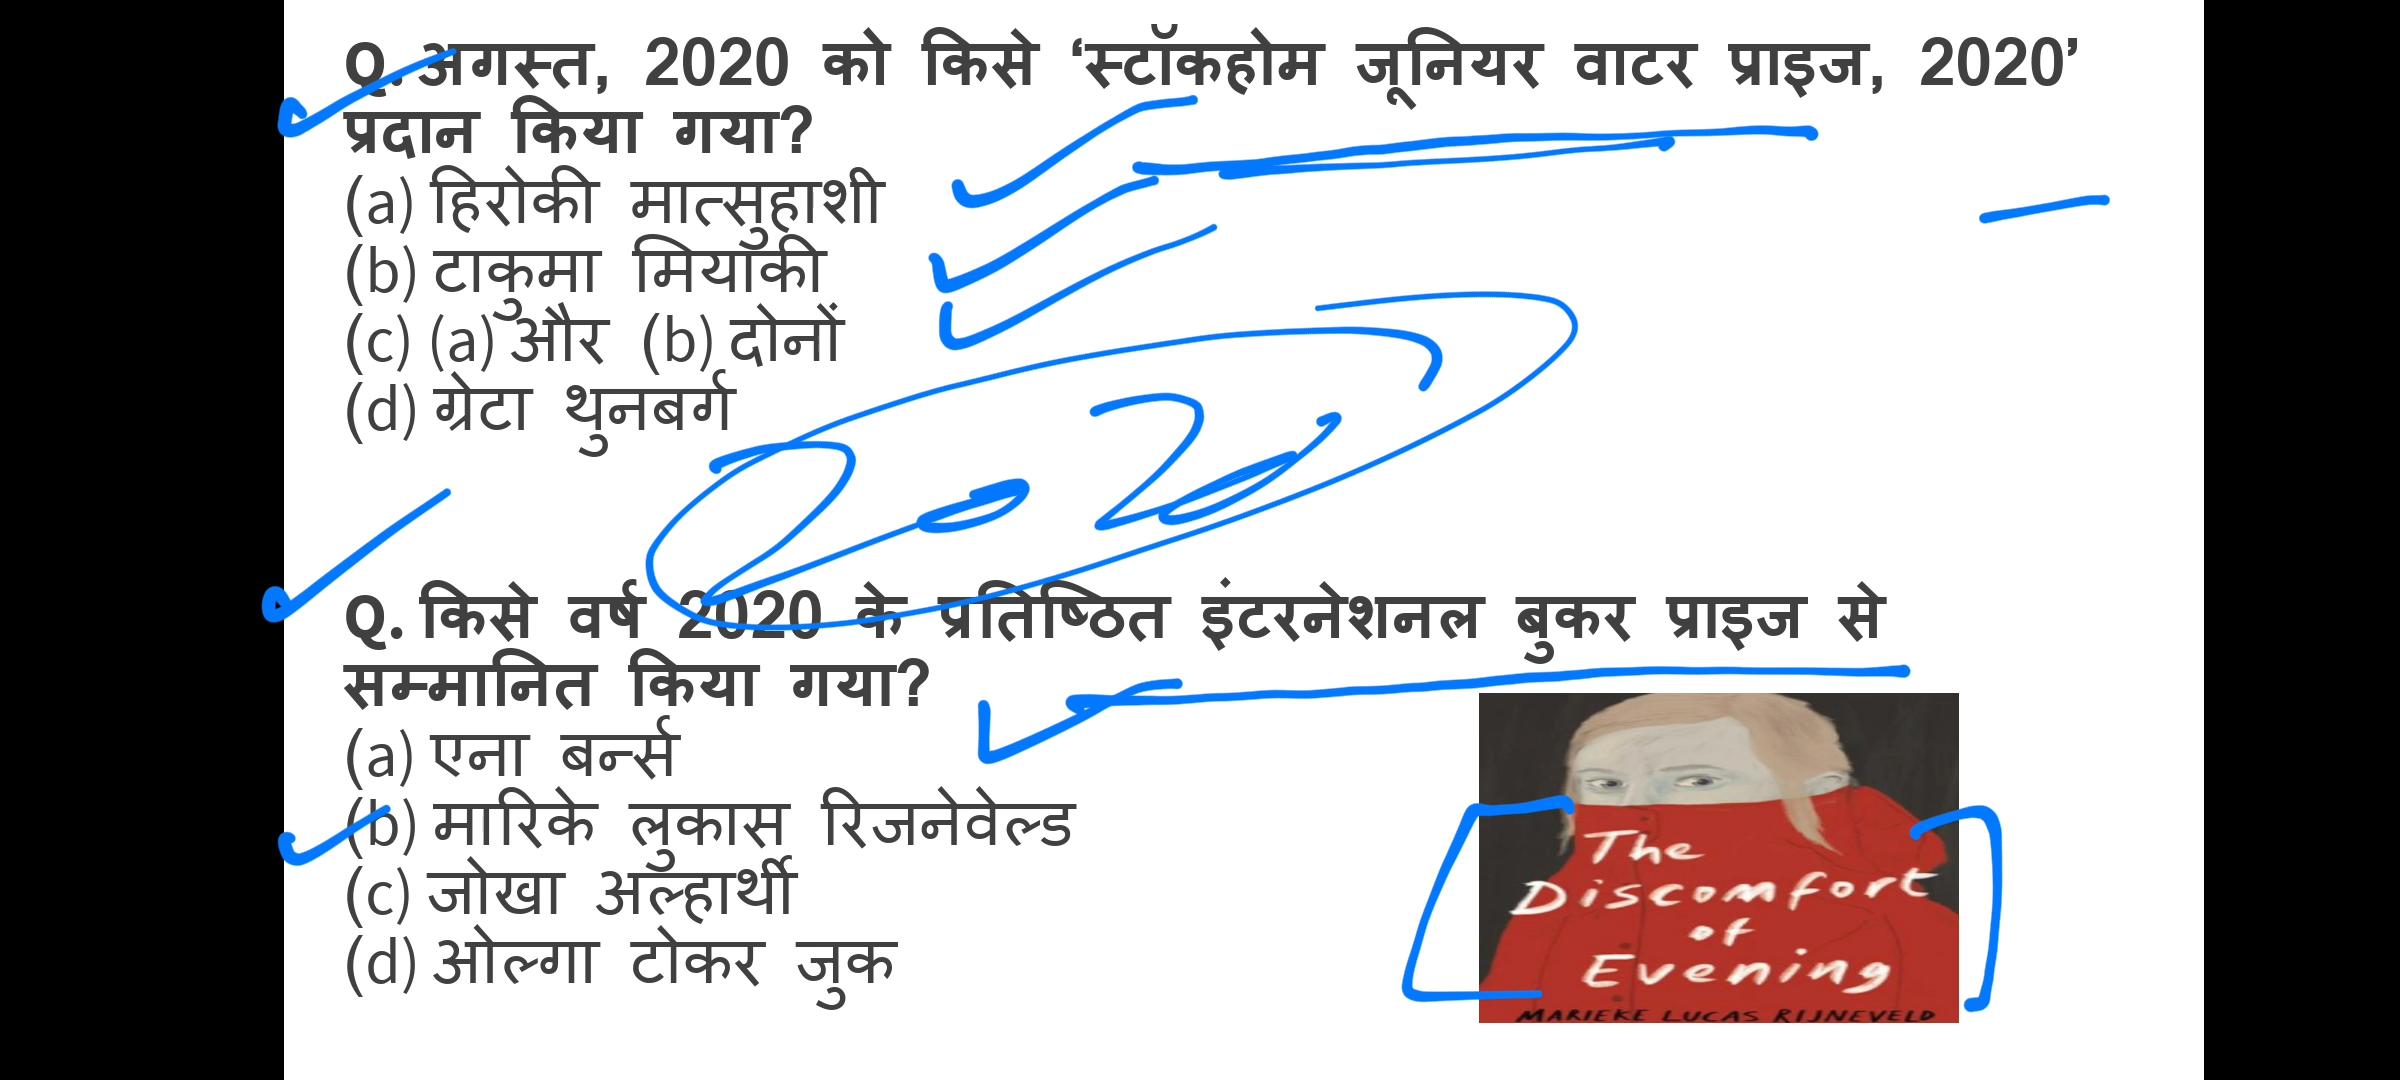 Q. अगस्त, 2020 को किसे ‘स्टॉकहोम जूनियर वाटर प्राइज, 2020’
प्रदान किया गया?
(a) हिरोकी मात्सुहाशी
(b) टाकुमा मियाकी
(c) (a) और (b) दोनों
(d) ग्रेटा थुनबर्ग
2020
Q. किसे वर्ष 2020 के प्रतिष्ठित इंटरनेशनल बुकर प्राइज से
सम्मानित किया गया?
(a) एना बर्न्स
(b) मारिके लुकास रिजनेवेल्ड
(c) जोखा अल्हार्थी
(d) ओल्गा टोकर जुक
The
Discomfort
of
Evening
MARIEKE LUCAS RIJNEVELD